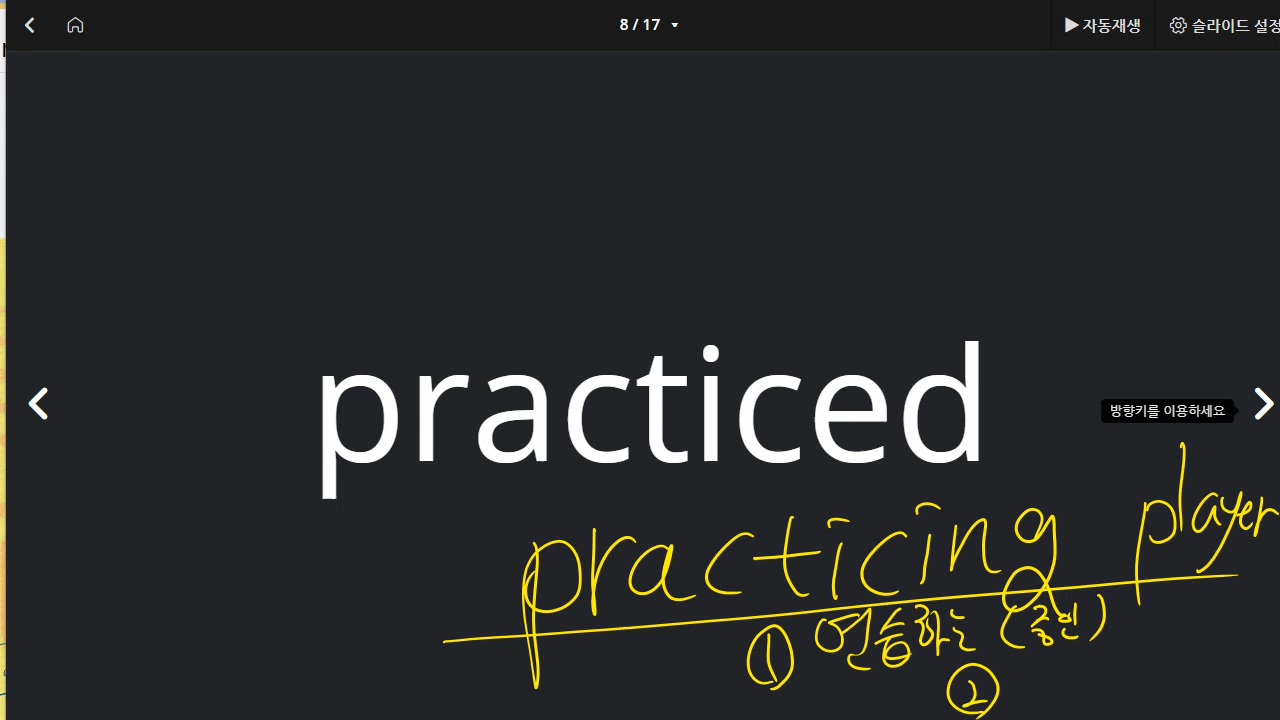 8 / 17
▶ 자동재생
슬라이드 설정
practiced
방향키를 이용하세요
practicing player
① 연습하는 (중인)
②